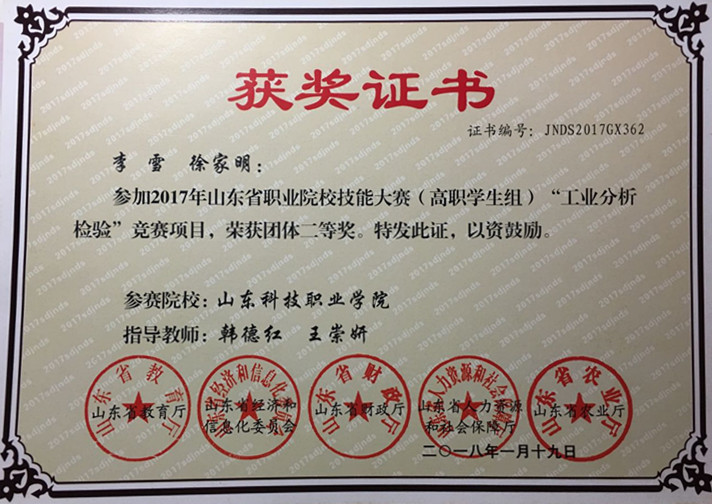 获奖证书
证书编号：JNDS2017GX362
李 雪 徐家明：
参加2017年山东省职业院校技能大赛（高职学生组）“工业分析
检验”竞赛项目，荣获团体二等奖。特发此证，以资鼓励。
参赛院校：山东科技职业学院
指导教师：韩德红 王崇妍
山东省教育厅
山东省经济和
信息化委员会
山东省财政厅
山东省人力资源
和社会保障厅
山东省农业厅
二〇一八年一月十九日